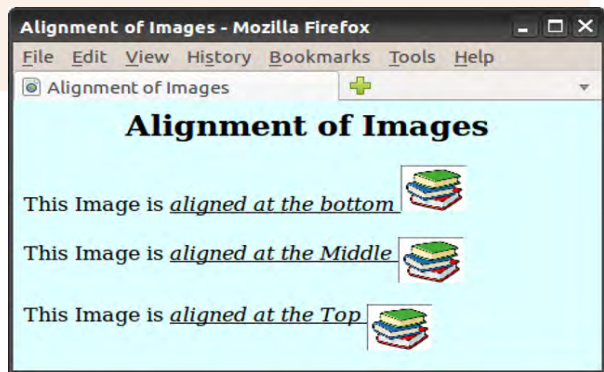 Alignment of Images - Mozilla Firefox
File Edit View History Bookmarks Tools Help
Alignment of Images
Alignment of Images
This Image is aligned at the bottom
This Image is aligned at the Middle
This Image is aligned at the Top